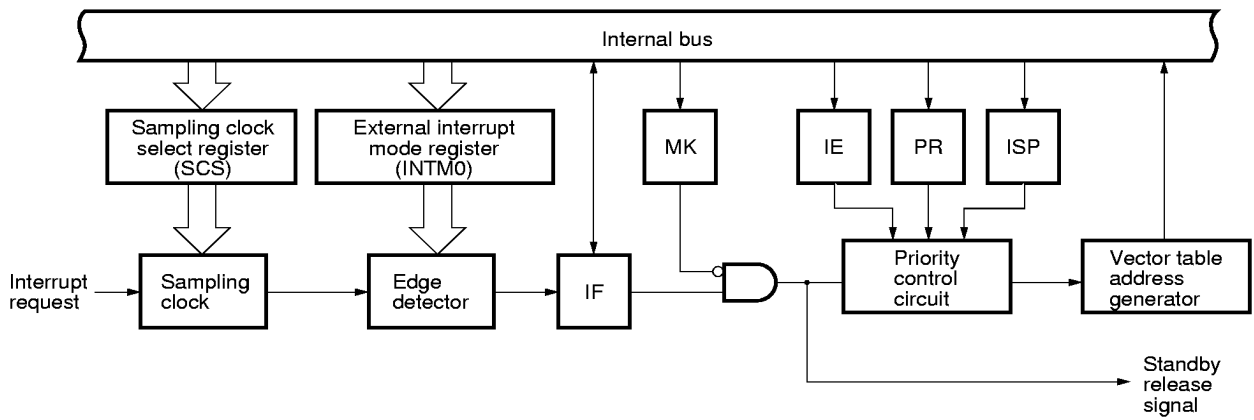 Internal bus
Sampling clock
select register
(SCS)
External interrupt
mode register
(INTM0)
MK
IE
PR
ISP
Interrupt
request
Sampling
clock
Edge
detector
IF
Priority
control
circuit
Vector table
address
generator
Standby
release
signal